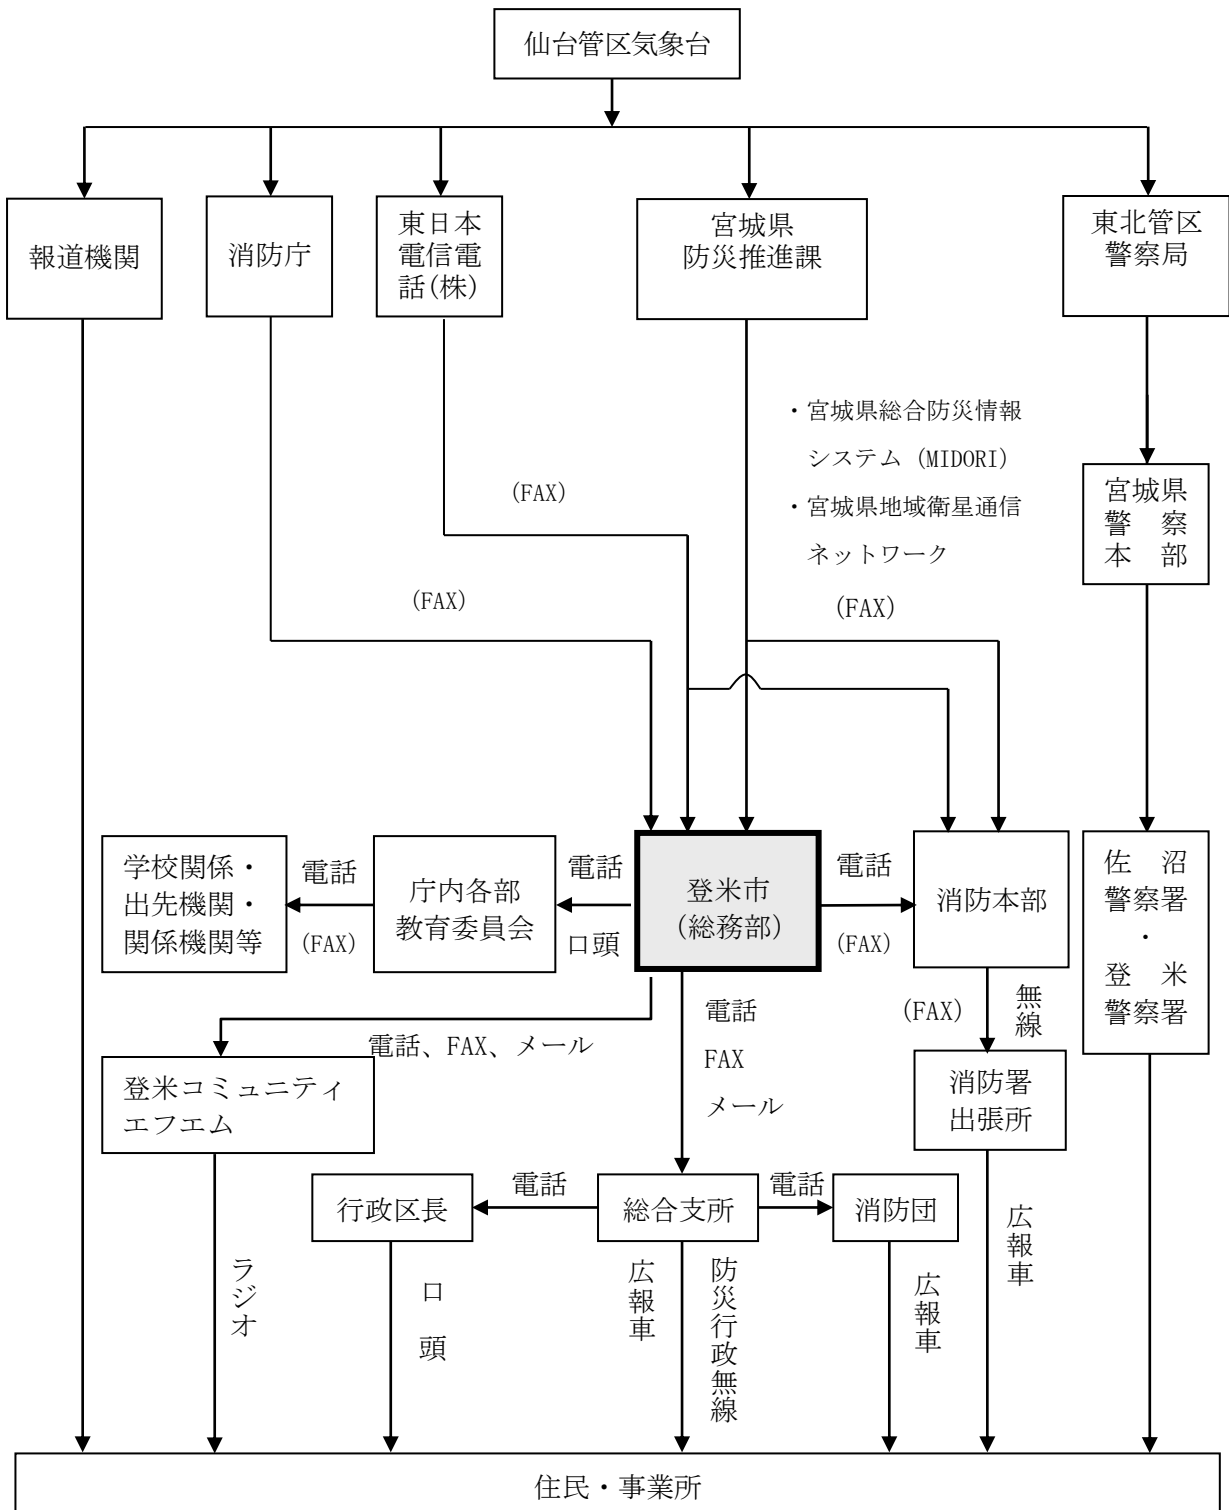 仙台管区気象台
報道機関
消防庁
東日本
電信電
話(株)
宮城県
防災推進課
東北管区
警察局
・宮城県総合防災情報
システム (MIDORI)
・宮城県地域衛星通信
ネットワーク
(FAX)
(FAX)
(FAX)
宮城県
警　察
本　部
学校関係・
出先機関・
関係機関等
電話
(FAX)
庁内各部
教育委員会
電話
口頭
登米市
(総務部)
電話
(FAX)
消防本部
佐　沼
警察署
・
登　米
警察署
電話、FAX、メール
電話
FAX
メール
(FAX)
無線
登米コミュニティ
エフエム
消防署
出張所
行政区長
電話
総合支所
電話
消防団
ラジオ
口　頭
広報車
防災行政無線
広報車
広報車
住民・事業所